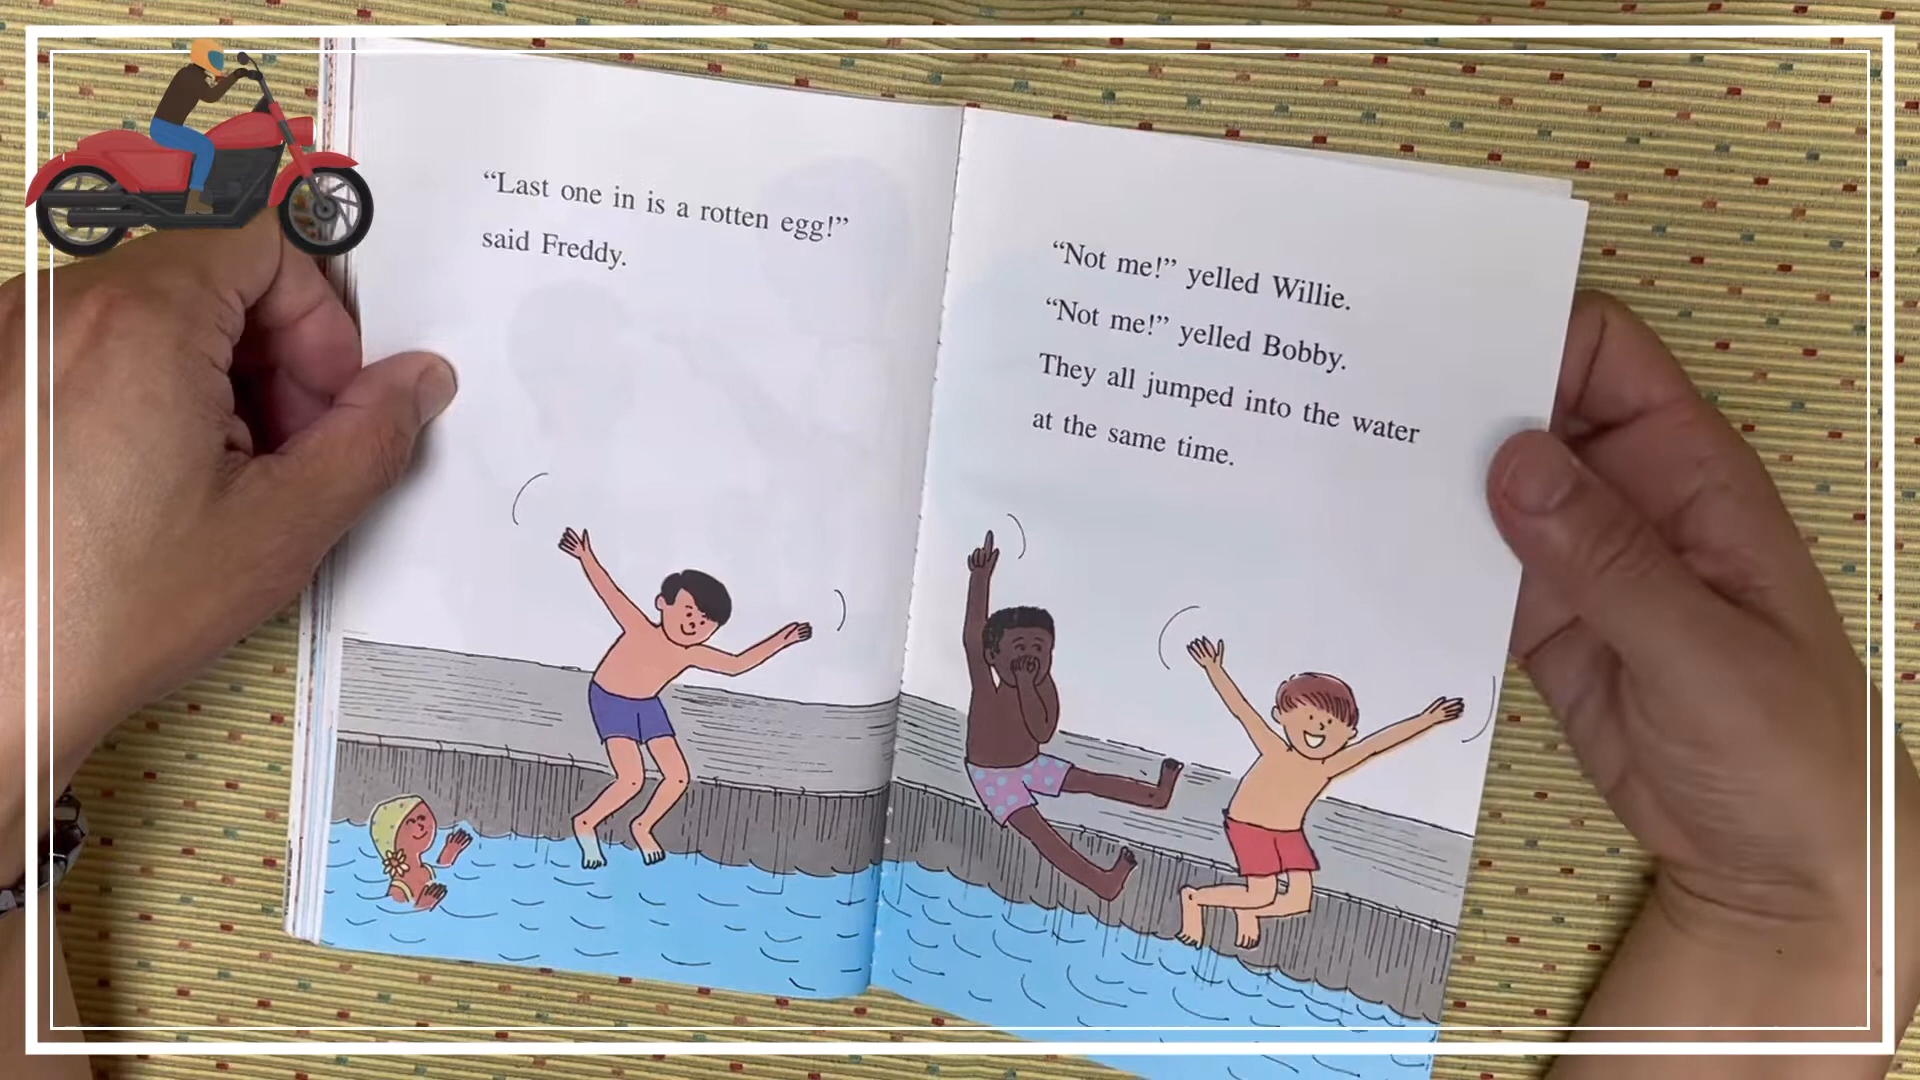 “Last one in is a rotten egg!”
said Freddy.
“Not me!” yelled Willie.
“Not me!” yelled Bobby.
They all jumped into the water
at the same time.